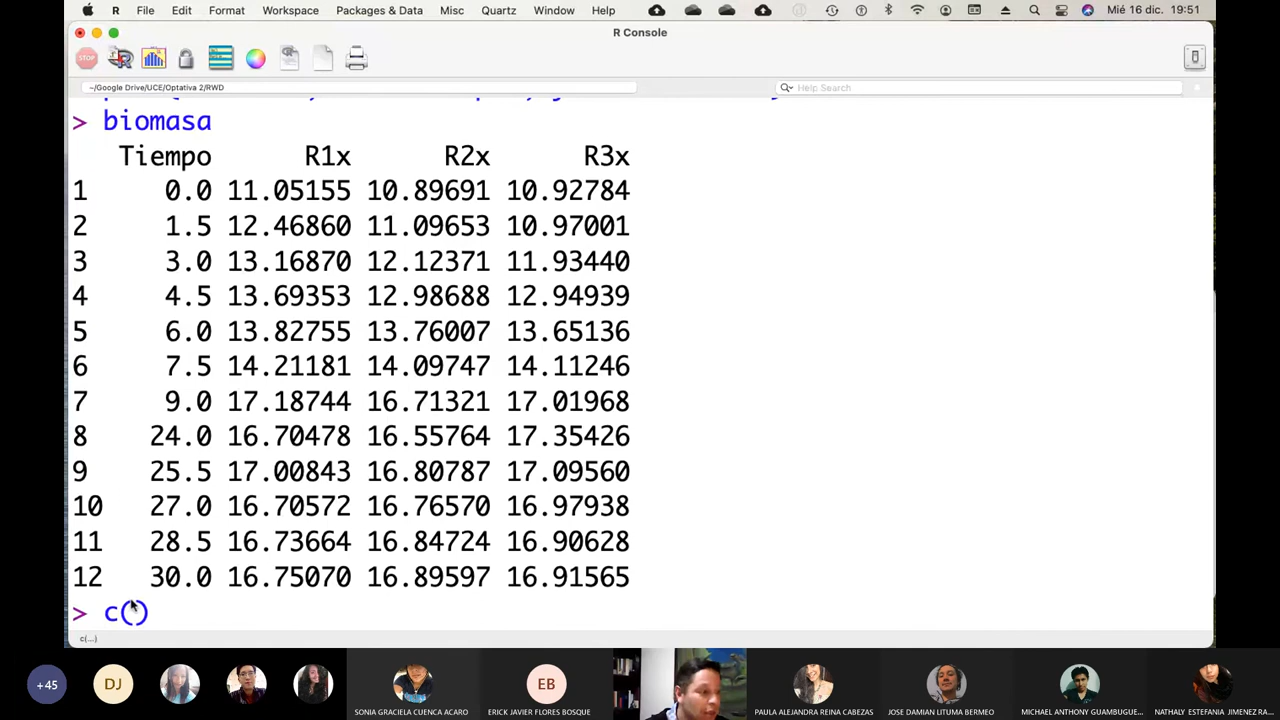 R File Edit Format Workspace Packages & Data Misc Quartz Window Help Mié 16 dic. 19:51
R Console
STOP
~/Google Drive/UCE/Optativa 2/RWD
Help Search
> biomasa
Tiempo R1x R2x R3x
1 0.0 11.05155 10.89691 10.92784
2 1.5 12.46860 11.09653 10.97001
3 3.0 13.16870 12.12371 11.93440
4 4.5 13.69353 12.98688 12.94939
5 6.0 13.82755 13.76007 13.65136
6 7.5 14.21181 14.09747 14.11246
7 9.0 17.18744 16.71321 17.01968
8 24.0 16.70478 16.55764 17.35426
9 25.5 17.00843 16.80787 17.09560
10 27.0 16.70572 16.76570 16.97938
11 28.5 16.73664 16.84724 16.90628
12 30.0 16.75070 16.89597 16.91565
> c()
c(...)
+45 DJ EB
SONIA GRACIELA CUENCA ACARO ERICK JAVIER FLORES BOSQUE PAULA ALEJANDRA REINA CABEZAS JOSE DAMIAN LITUMA BERMEO MICHAEL ANTHONY GUAMBUGUE... NATHALY ESTEFANIA JIMENEZ RA...